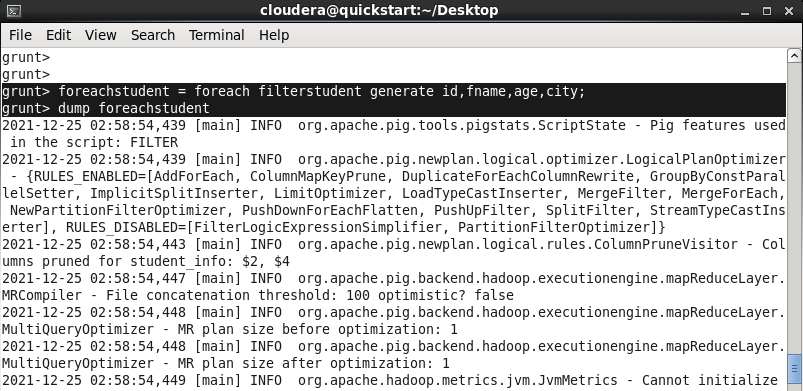 cloudera@quickstart:~/Desktop
File Edit View Search Terminal Help
grunt>
grunt>
grunt> foreachstudent = foreach filterstudent generate id,fname,age,city;
grunt> dump foreachstudent
2021-12-25 02:58:54,439 [main] INFO  org.apache.pig.tools.pigstats.ScriptState - Pig features used
 in the script: FILTER
2021-12-25 02:58:54,439 [main] INFO  org.apache.pig.newplan.logical.optimizer.LogicalPlanOptimizer
 - {RULES_ENABLED=[AddForEach, ColumnMapKeyPrune, DuplicateForEachColumnRewrite, GroupByConstParal
lelSetter, ImplicitSplitInserter, LimitOptimizer, LoadTypeCastInserter, MergeFilter, MergeForEach,
 NewPartitionFilterOptimizer, PushDownForEachFlatten, PushUpFilter, SplitFilter, StreamTypeCastIns
erter], RULES_DISABLED=[FilterLogicExpressionSimplifier, PartitionFilterOptimizer]}
2021-12-25 02:58:54,443 [main] INFO  org.apache.pig.newplan.logical.rules.ColumnPruneVisitor - Col
umns pruned for student_info: $2, $4
2021-12-25 02:58:54,447 [main] INFO  org.apache.pig.backend.hadoop.executionengine.mapReduceLayer.
MRCompiler - File concatenation threshold: 100 optimistic? false
2021-12-25 02:58:54,448 [main] INFO  org.apache.pig.backend.hadoop.executionengine.mapReduceLayer.
MultiQueryOptimizer - MR plan size before optimization: 1
2021-12-25 02:58:54,448 [main] INFO  org.apache.pig.backend.hadoop.executionengine.mapReduceLayer.
MultiQueryOptimizer - MR plan size after optimization: 1
2021-12-25 02:58:54,449 [main] INFO  org.apache.hadoop.metrics.jvm.JvmMetrics - Cannot initialize